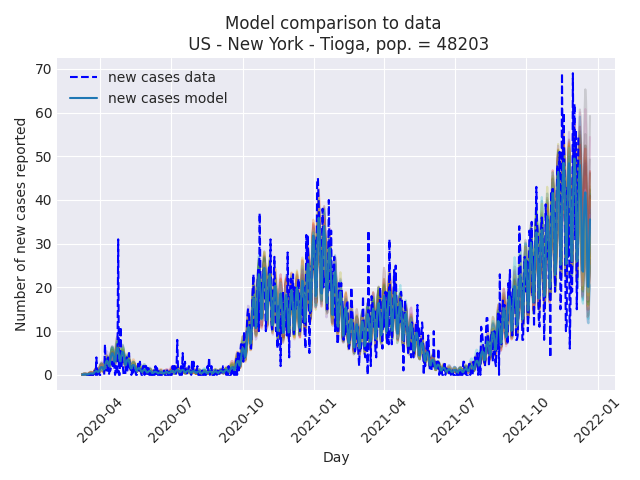 Model comparison to data
US - New York - Tioga, pop. = 48203
new cases data
new cases model
Number of new cases reported
70
60
50
40
30
20
10
0
2020-04
2020-07
2020-10
2021-01
2021-04
2021-07
2021-10
2022-01
Day